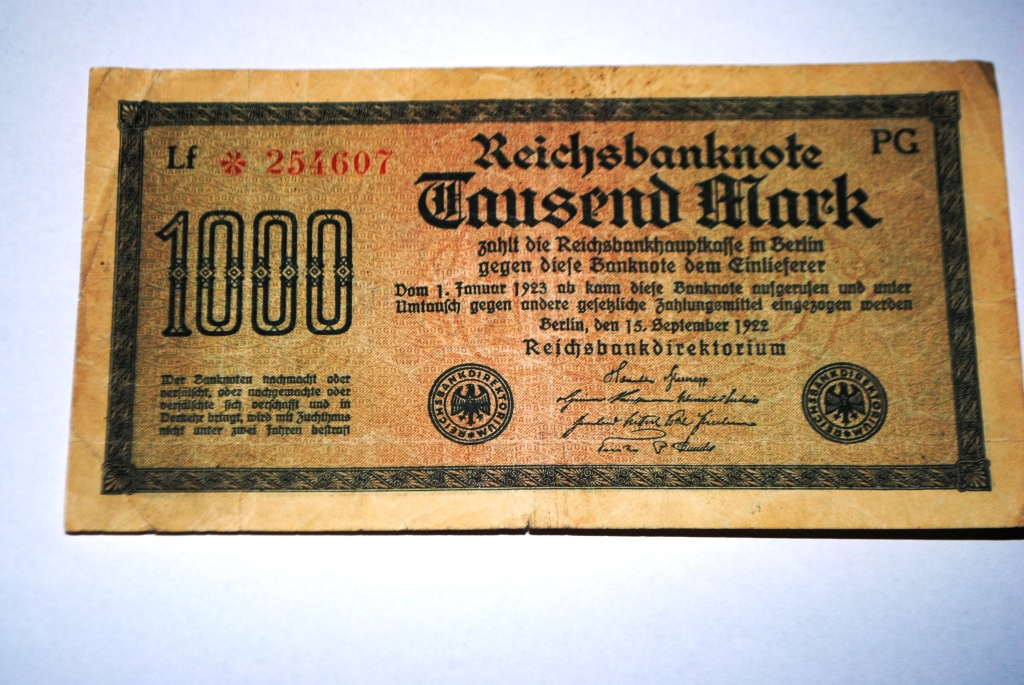 Lf * 254607
PG
Reichsbanknote
Tausend Mark
1000
zahlt die Reichsbankhauptkasse in Berlin
gegen diese Banknote dem Einlieferer
Vom 1. Januar 1923 ab kann diese Banknote aufgerufen und unter
Umtausch gegen andere gesetzliche Zahlungsmittel eingezogen werden
Berlin, den 15. September 1922
Reichsbankdirektorium
Wer Banknoten nachmacht oder
verfälscht, oder nachgemachte oder
verfälschte sich verschafft und in
Verkehr bringt, wird mit Zuchthaus
nicht unter zwei Jahren bestraft
REICHSBANKDIREKTORIUM
REICHSBANKDIREKTORIUM